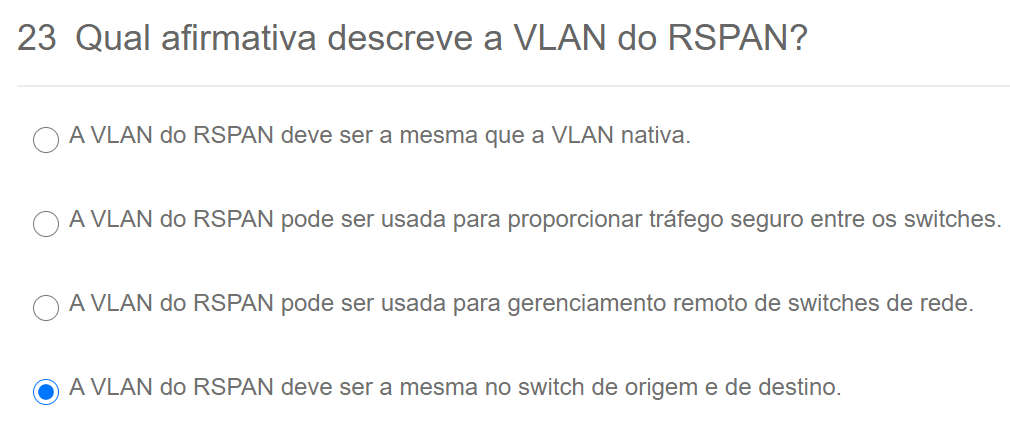 23 Qual afirmativa descreve a VLAN do RSPAN?
A VLAN do RSPAN deve ser a mesma que a VLAN nativa.
A VLAN do RSPAN pode ser usada para proporcionar tráfego seguro entre os switches.
A VLAN do RSPAN pode ser usada para gerenciamento remoto de switches de rede.
A VLAN do RSPAN deve ser a mesma no switch de origem e de destino.